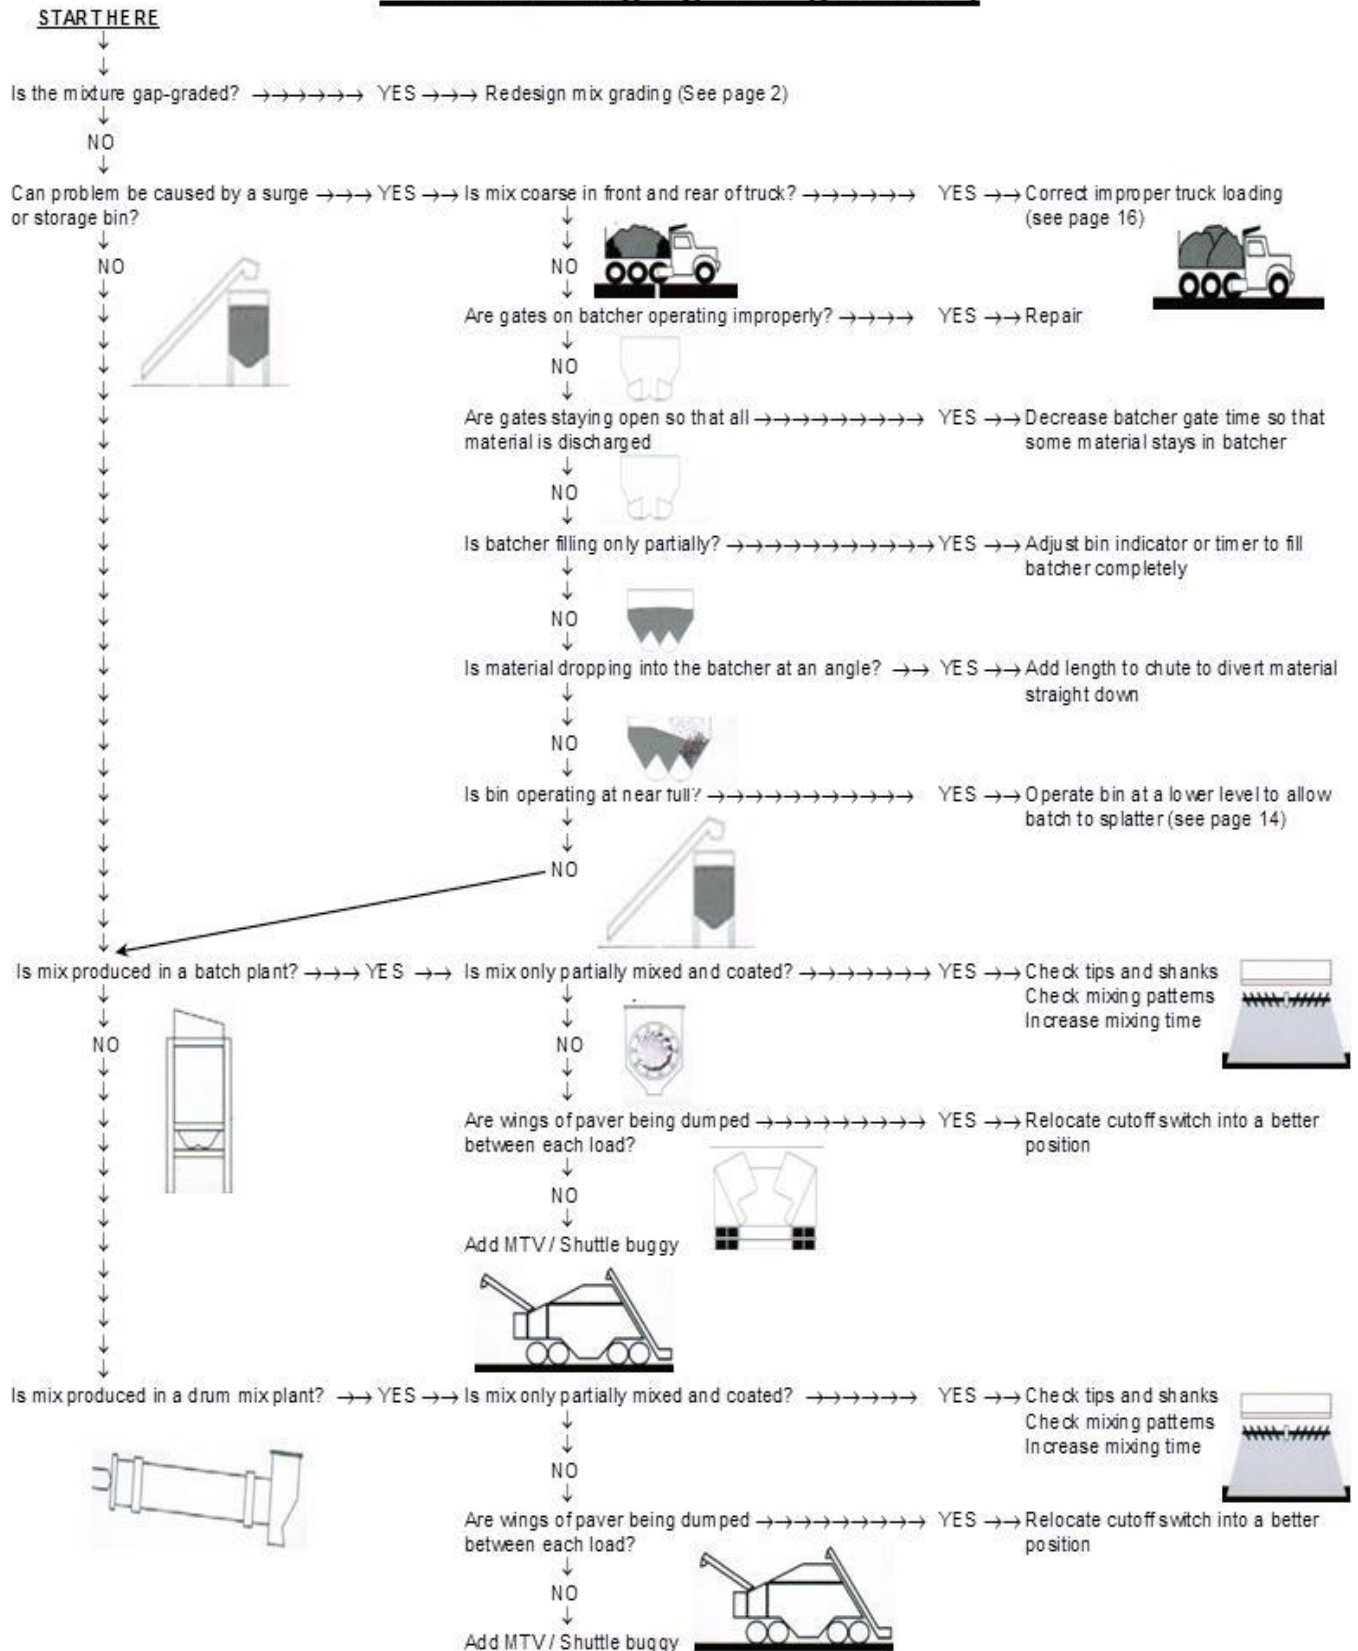 START HERE
Is the mixture gap-graded? →→→→→→→ YES →→→ Redesign mix grading (See page 2)
NO
Can problem be caused by a surge →→→→ YES →→→ Is mix coarse in front and rear of truck? →→→→→→→ YES →→→ Correct improper truck loading
or storage bin?
(see page 16)
NO
NO
Are gates on batcher operating improperly? →→→→ YES →→→ Repair
NO
Are gates staying open so that all →→→→→→→→→→ YES →→→ Decrease batcher gate time so that
material is discharged
some material stays in batcher
NO
Is batcher filling only partially? →→→→→→→→→→→→ YES →→→ Adjust bin indicator or timer to fill
batcher completely
NO
Is material dropping into the batcher at an angle? →→ YES →→→ Add length to chute to divert material
straight down
NO
Is bin operating at near full? →→→→→→→→→→→→ YES →→→ Operate bin at a lower level to allow
batch to splatter (see page 14)
NO
Is mix produced in a batch plant? →→→→ YES →→→ Is mix only partially mixed and coated? →→→→→→→ YES →→→ Check tips and shanks
Check mixing patterns
Increase mixing time
NO
NO
Are wings of paver being dumped →→→→→→→→→→ YES →→→ Relocate cutoff switch into a better
between each load?
position
NO
Add MTV / Shuttle buggy
Is mix produced in a drum mix plant? →→ YES →→→ Is mix only partially mixed and coated? →→→→→→→ YES →→→ Check tips and shanks
Check mixing patterns
Increase mixing time
NO
Are wings of paver being dumped →→→→→→→→→→ YES →→→ Relocate cutoff switch into a better
between each load?
position
NO
Add MTV / Shuttle buggy